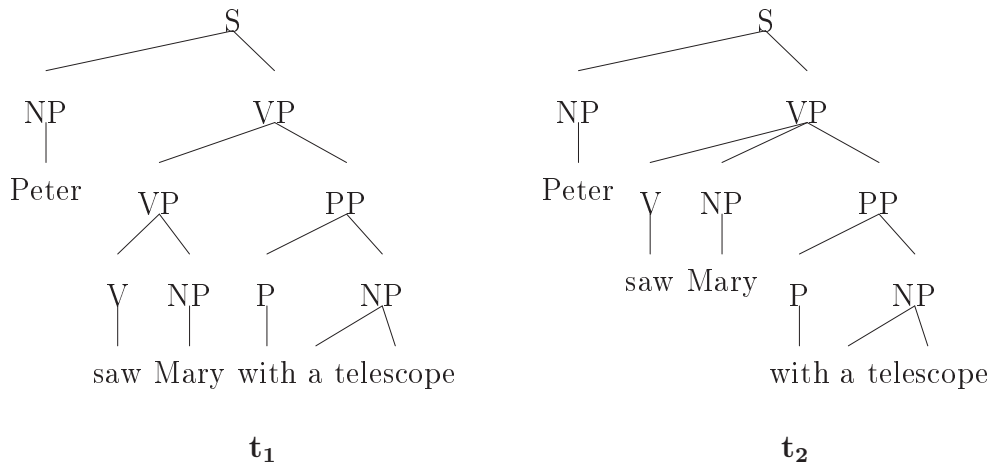 S S
NP VP NP VP
Peter VP PP Peter V NP PP
V NP P NP saw Mary P NP
saw Mary with a telescope with a telescope
t1 t2